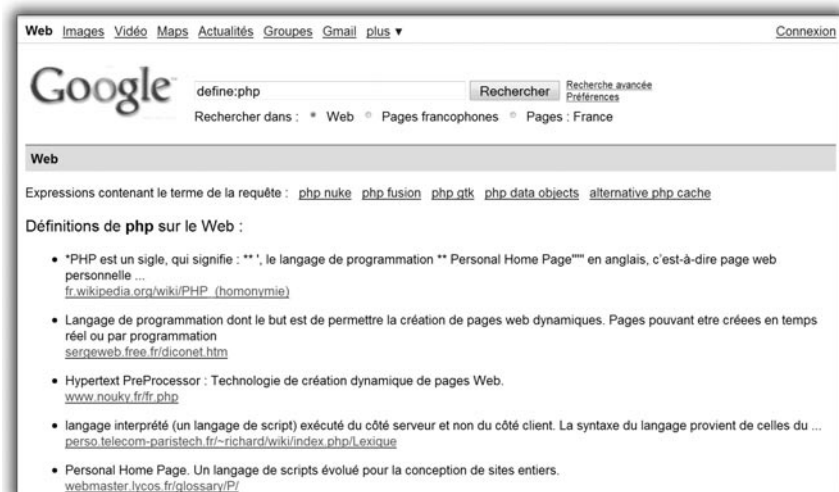 Web Images Vidéo Maps Actualités Groupes Gmail plus ▼ Connexion
Google define:php Rechercher Recherche avancée
Préférences
Rechercher dans : Web Pages francophones Pages : France
Web
Expressions contenant le terme de la requête : php nuke php fusion php gtk php data objects alternative php cache
Définitions de php sur le Web :
• *PHP est un sigle, qui signifie : ** ', le langage de programmation ** Personal Home Page""" en anglais, c'est-à-dire page web
personnelle ...
fr.wikipedia.org/wiki/PHP_(homonymie)
• Langage de programmation dont le but est de permettre la création de pages web dynamiques. Pages pouvant etre créees en temps
réel ou par programmation
sergeweb.free.fr/diconet.htm
• Hypertext PreProcessor : Technologie de création dynamique de pages Web.
www.nouky.fr/fr.php
• langage interprété (un langage de script) exécuté du côté serveur et non du côté client. La syntaxe du langage provient de celles du ...
perso.telecom-paristech.fr/~richard/wiki/index.php/Lexique
• Personal Home Page. Un langage de scripts évolué pour la conception de sites entiers.
webmaster.lycos.fr/glossary/P/